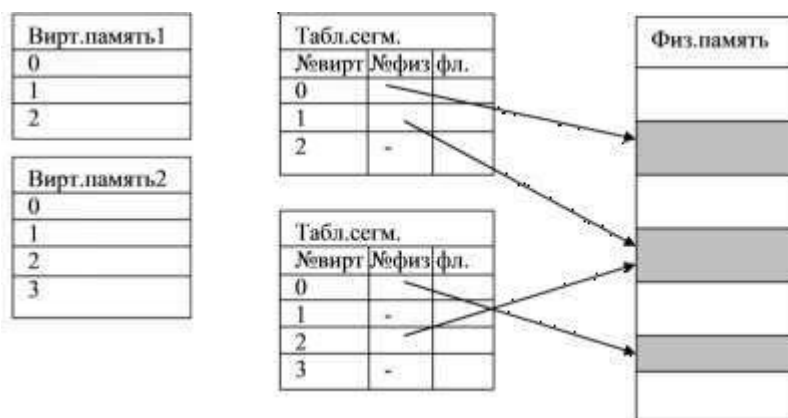 Вирт.память1
0
1
2
Вирт.память2
0
1
2
3
Табл.сегм.
№вирт №физ фл.
0
1
2 -
Табл.сегм.
№вирт №физ фл.
0
1 -
2
3 -
Физ.память